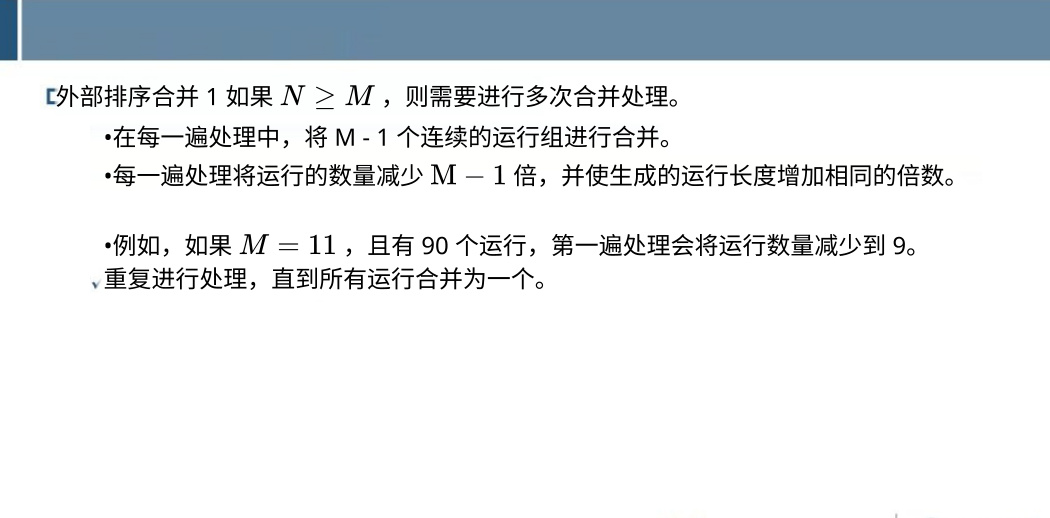 外部排序合并 1 如果 N ≥ M，则需要进行多次合并处理。
•在每一遍处理中，将 M - 1 个连续的运行组进行合并。
•每一遍处理将运行的数量减少 M − 1 倍，并使生成的运行长度增加相同的倍数。
•例如，如果 M = 11，且有 90 个运行，第一遍处理会将运行数量减少到 9。
重复进行处理，直到所有运行合并为一个。